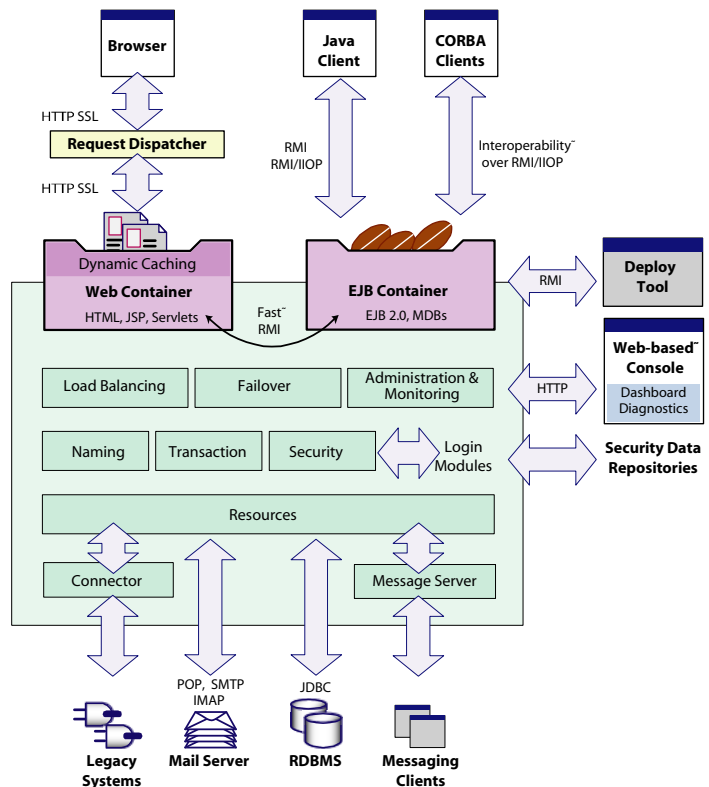 Browser
Java
Client
CORBA
Clients
HTTP SSL
Request Dispatcher
RMI
RMI/IIOP
Interoperability˜
over RMI/IIOP
HTTP SSL
Dynamic Caching
Web Container
HTML, JSP, Servlets
EJB Container
EJB 2.0, MDBs
Fast˜
RMI
RMI
Deploy
Tool
Load Balancing
Failover
Administration &
Monitoring
HTTP
Web-based˜
Console
Dashboard
Diagnostics
Naming
Transaction
Security
Login
Modules
Security Data
Repositories
Resources
Connector
Message Server
POP, SMTP
IMAP
JDBC
Legacy
Systems
Mail Server
RDBMS
Messaging
Clients